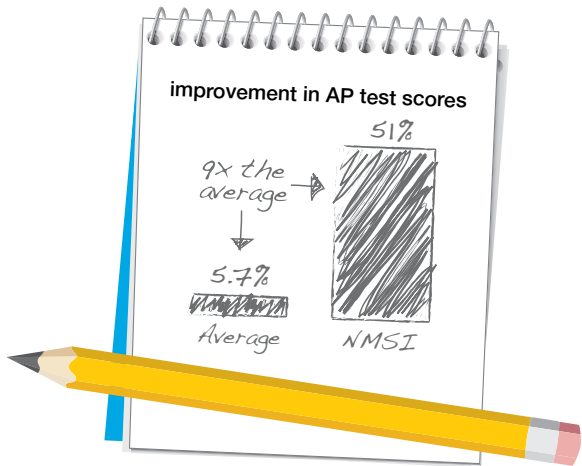 improvement in AP test scores
51%
9x the
average
5.7%
Average
NMSI